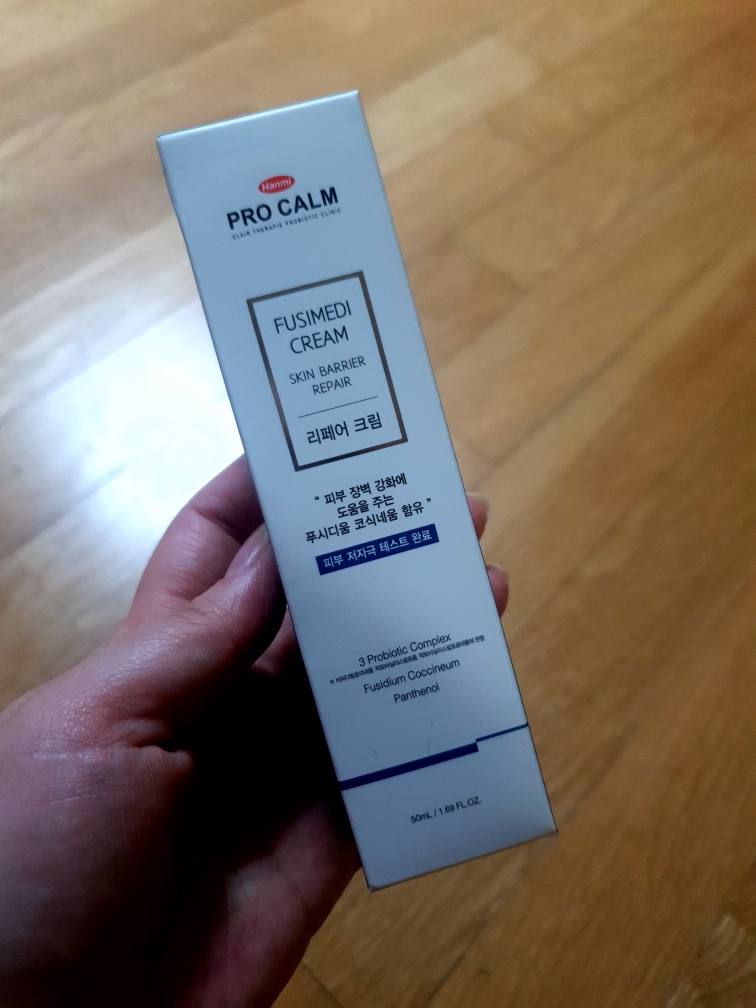 Hanmi
PRO CALM
CLAIR THERAPIE PROBIOTIC CLINIC
FUSIMEDI
CREAM
SKIN BARRIER
REPAIR
리페어 크림
“ 피부 장벽 강화에
도움을 주는
푸시디움 코식네움 함유 ”
피부 저자극 테스트 완료
3 Probiotic Complex
Fusidium Coccineum
Panthenol
50mL / 1.69 FL.OZ.